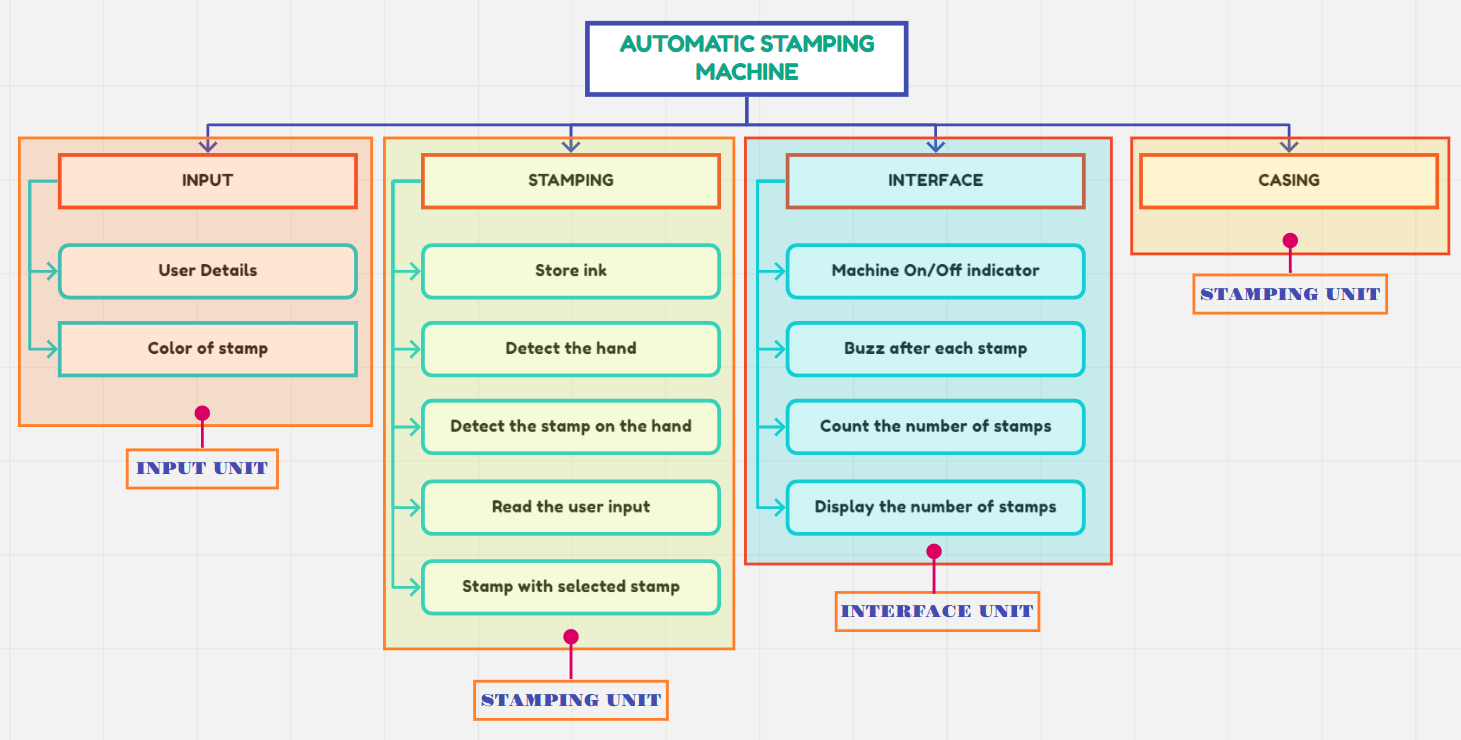 AUTOMATIC STAMPING
MACHINE
INPUT
User Details
Color of stamp
INPUT UNIT
STAMPING
Store ink
Detect the hand
Detect the stamp on the hand
Read the user input
Stamp with selected stamp
STAMPING UNIT
INTERFACE
Machine On/Off indicator
Buzz after each stamp
Count the number of stamps
Display the number of stamps
INTERFACE UNIT
CASING
STAMPING UNIT